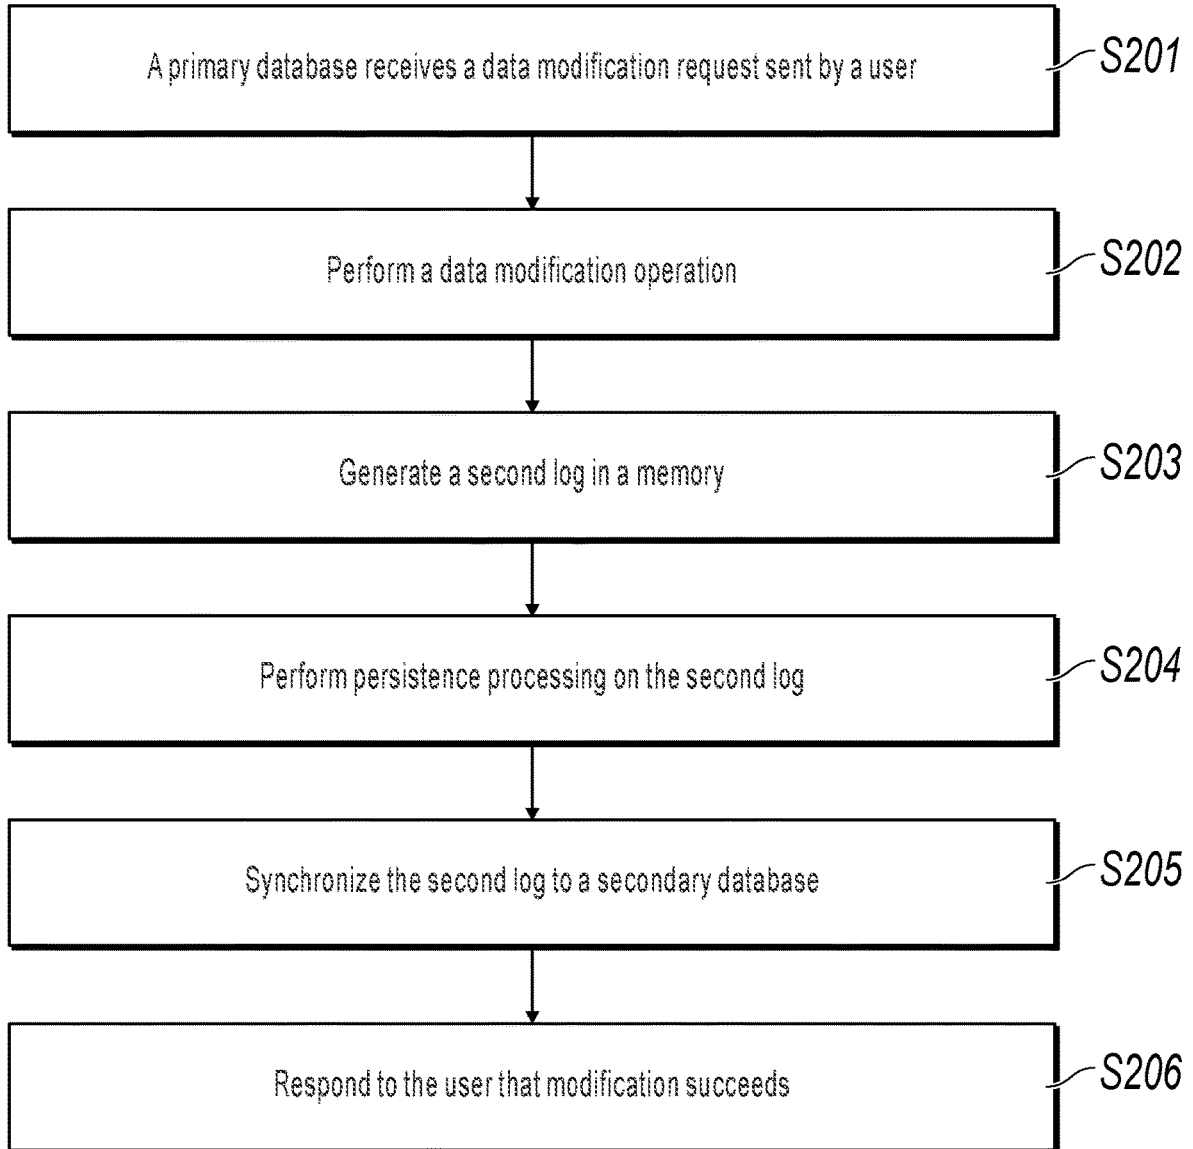 A primary database receives a data modification request sent by a user
S201
Perform a data modification operation
S202
Generate a second log in a memory
S203
Perform persistence processing on the second log
S204
Synchronize the second log to a secondary database
S205
Respond to the user that modification succeeds
S206